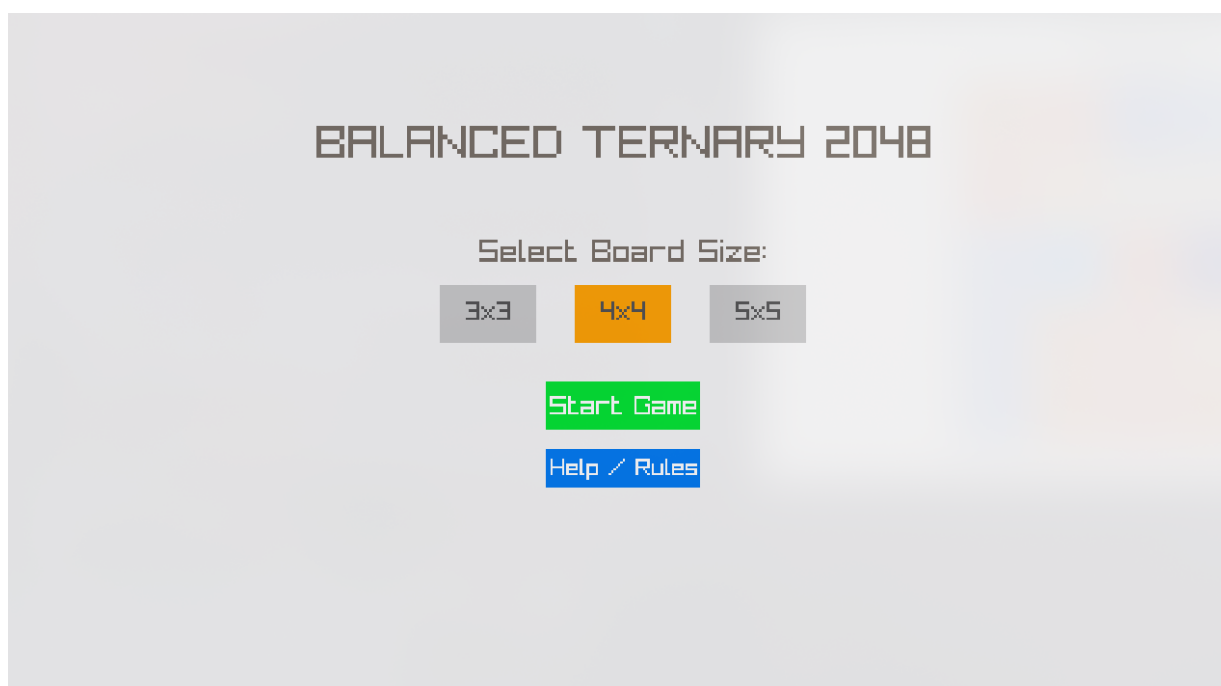 BALANCED TERNARY 2048
Select Board Size:
3x3 4x4 5x5
Start Game
Help / Rules